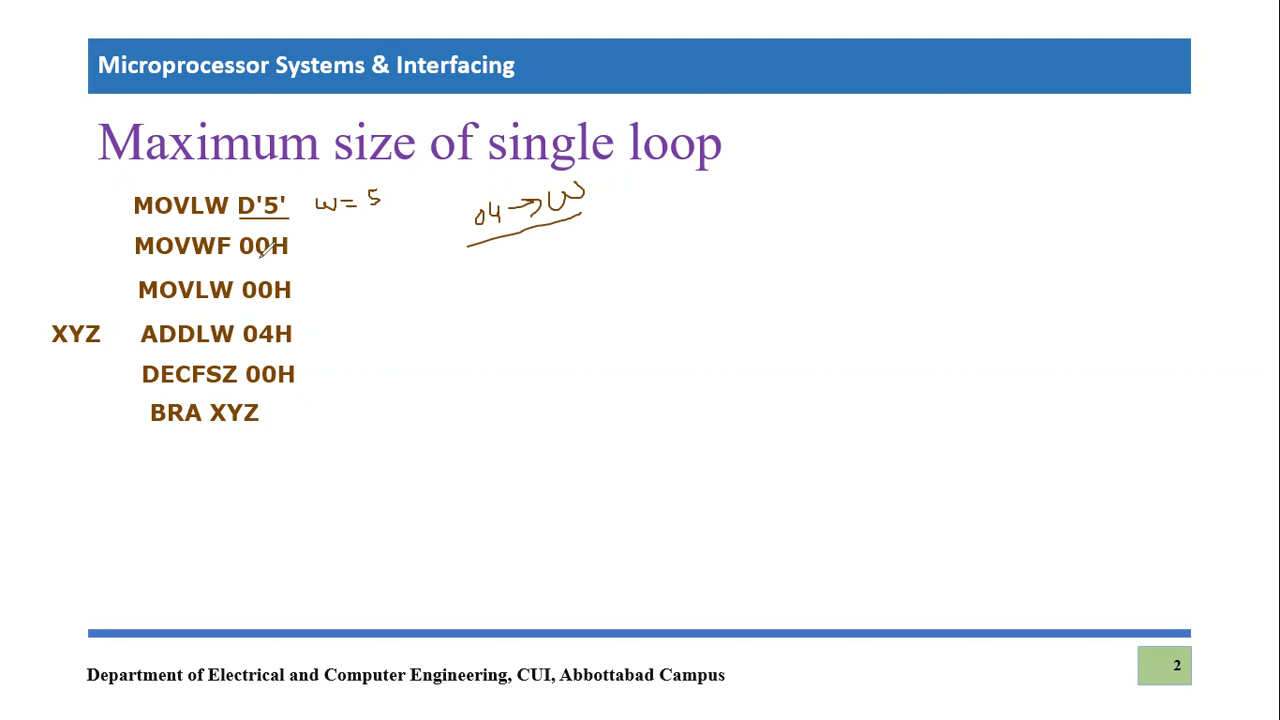 Microprocessor Systems & Interfacing
Maximum size of single loop
MOVLW D'5' w = 5 04 → W
MOVWF 00H
MOVLW 00H
XYZ ADDLW 04H
DECFSZ 00H
BRA XYZ
Department of Electrical and Computer Engineering, CUI, Abbottabad Campus 2